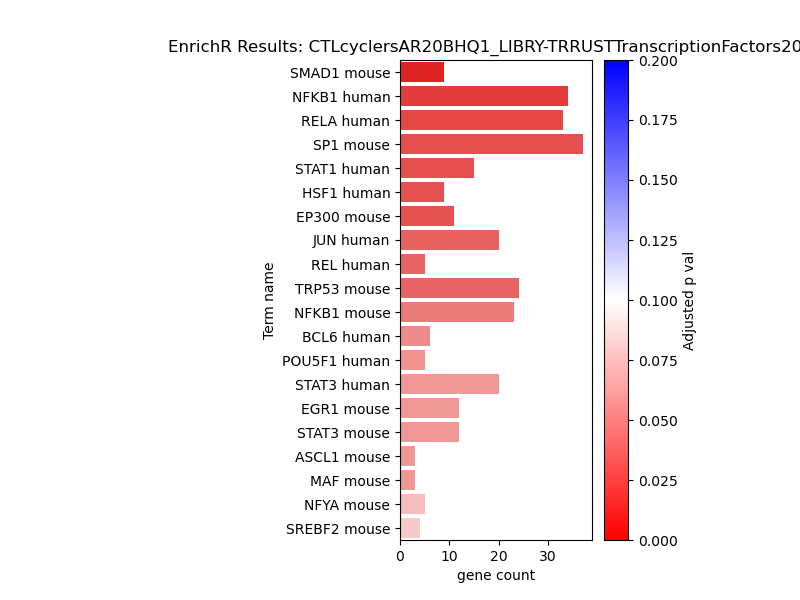 EnrichR Results: CTLcyclersAR20BHQ1_LIBRY-TRRUSTTranscriptionFactors20
SMAD1 mouse
NFKB1 human
RELA human
SP1 mouse
STAT1 human
HSF1 human
EP300 mouse
JUN human
REL human
TRP53 mouse
NFKB1 mouse
BCL6 human
POU5F1 human
STAT3 human
EGR1 mouse
STAT3 mouse
ASCL1 mouse
MAF mouse
NFYA mouse
SREBF2 mouse
Term name
0 10 20 30
gene count
0.200
0.175
0.150
0.125
0.100
0.075
0.050
0.025
0.000
Adjusted p val